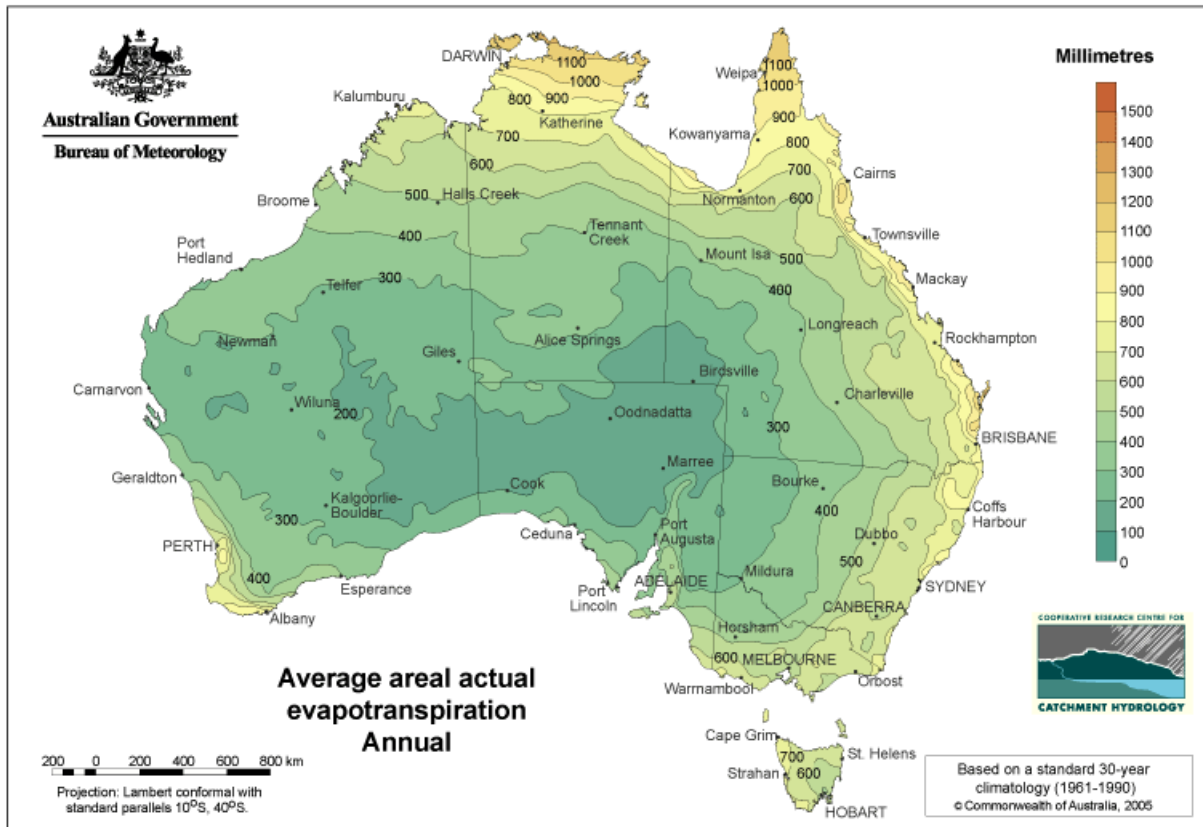 Australian Government
Bureau of Meteorology
Millimetres
1500
1400
1300
1200
1100
1000
900
800
700
600
500
400
300
200
100
0
DARWIN
1100
1000
900
800
Katherine
Kalumburu
700
600
500
Halls Creek
Broome
400
Tennant
Creek
Port
Hedland
300
Telfer
Newman
Giles
Alice Springs
Carnarvon
Wiluna
200
Oodnadatta
Geraldton
Marree
Cook
Kalgoorlie-
Boulder
300
PERTH
400
Esperance
Albany
Ceduna
Port
Augusta
Port
Lincoln
ADELAIDE
Weipa
1100
1000
900
Kowanyama
800
700
Cairns
600
Normanton
Townsville
500
Mount Isa
Mackay
400
Longreach
Rockhampton
Birdsville
Charleville
300
BRISBANE
Bourke
400
Coffs
Harbour
Dubbo
500
Mildura
SYDNEY
CANBERRA
Horsham
600
MELBOURNE
Warrnambool
Orbost
Cape Grim
700
St. Helens
Strahan
600
HOBART
Average areal actual
evapotranspiration
Annual
200 0 200 400 600 800 km
Projection: Lambert conformal with
standard parallels 10°S, 40°S.
COOPERATIVE RESEARCH CENTRE FOR
CATCHMENT HYDROLOGY
Based on a standard 30-year
climatology (1961-1990)
© Commonwealth of Australia, 2005